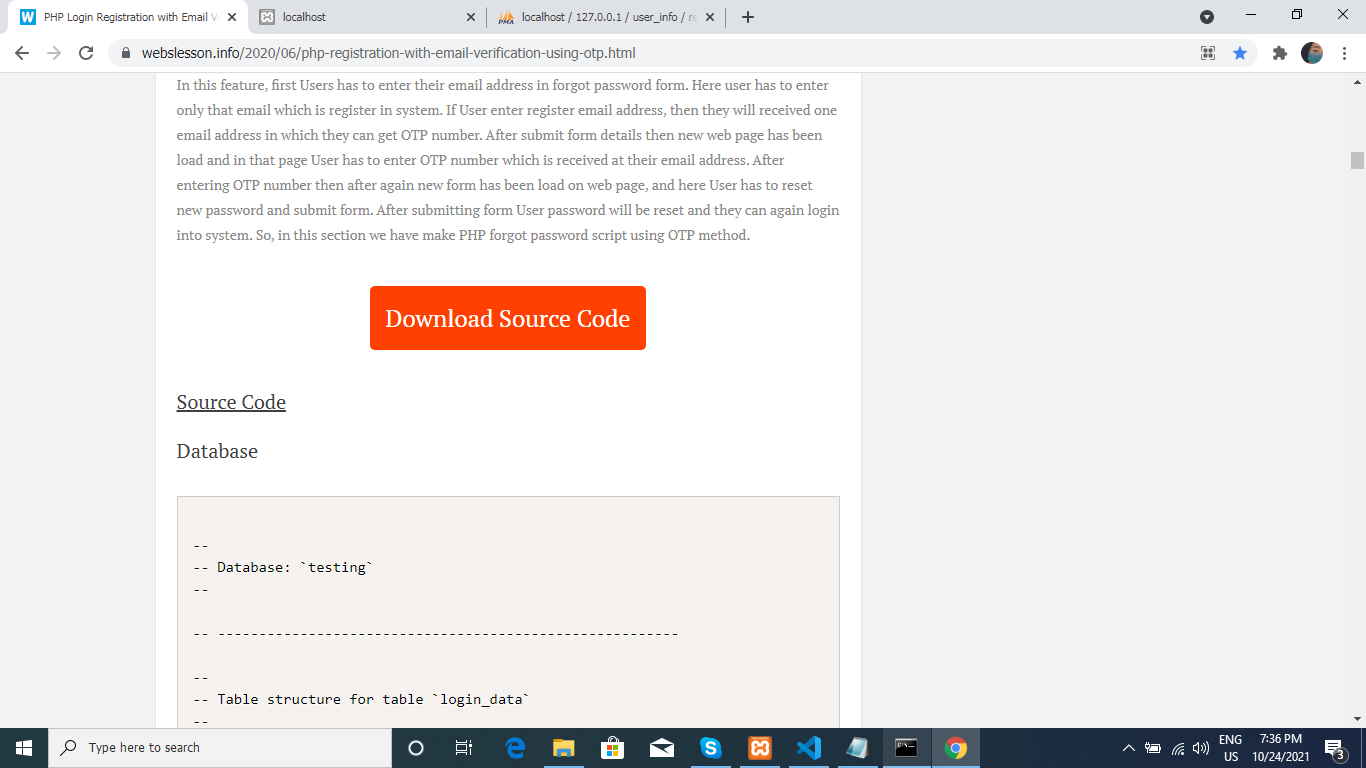 PHP Login Registration with Email V
localhost
localhost / 127.0.0.1 / user_info / re
webslesson.info/2020/06/php-registration-with-email-verification-using-otp.html
In this feature, first Users has to enter their email address in forgot password form. Here user has to enter
only that email which is register in system. If User enter register email address, then they will received one
email address in which they can get OTP number. After submit form details then new web page has been
load and in that page User has to enter OTP number which is received at their email address. After
entering OTP number then after again new form has been load on web page, and here User has to reset
new password and submit form. After submitting form User password will be reset and they can again login
into system. So, in this section we have make PHP forgot password script using OTP method.
Download Source Code
Source Code
Database
--
-- Database: `testing`
--
-- --------------------------------------------------------
--
-- Table structure for table `login_data`
--
Type here to search
ENG
US
7:36 PM
10/24/2021
3